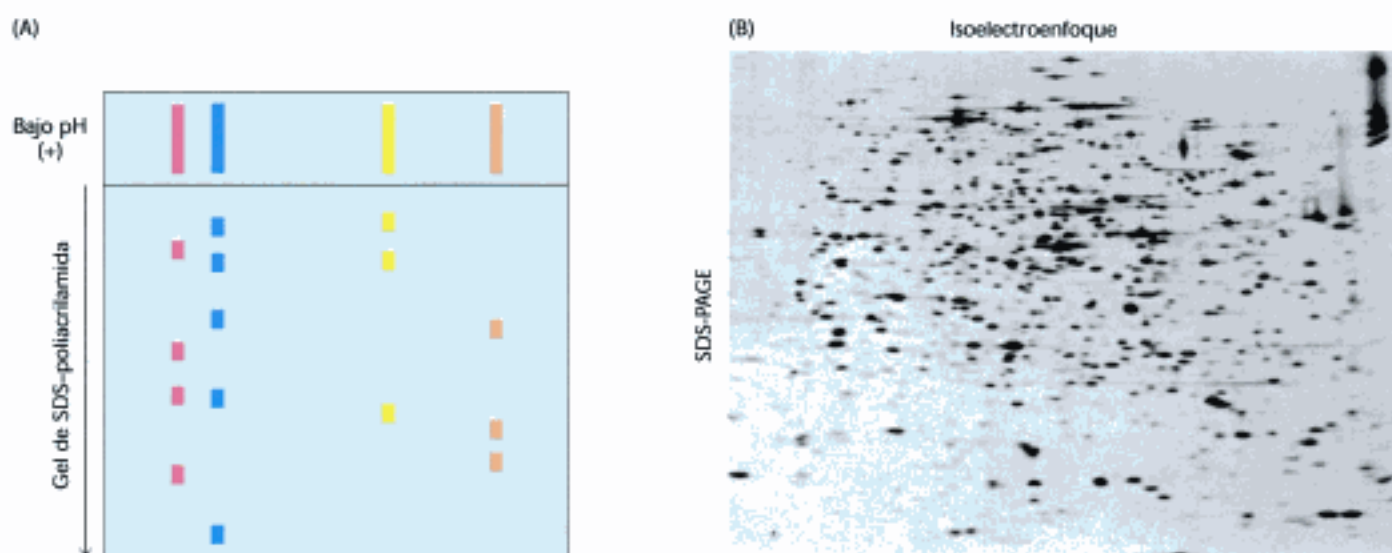 (A)
Bajo pH
(+)
Gel de SDS-poliacrilamida
(B)
Isoelectroenfoque
SDS-PAGE